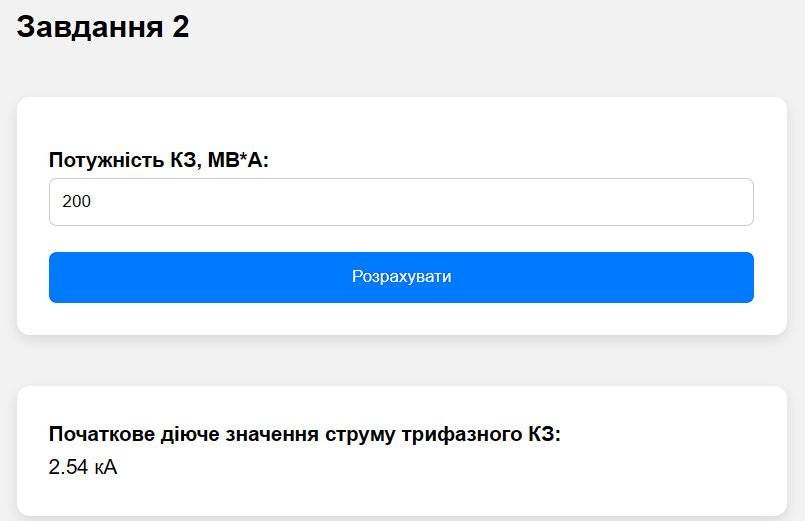 Завдання 2
Потужність КЗ, МВ*А:
200
Розрахувати
Початкове діюче значення струму трифазного КЗ:
2.54 кА